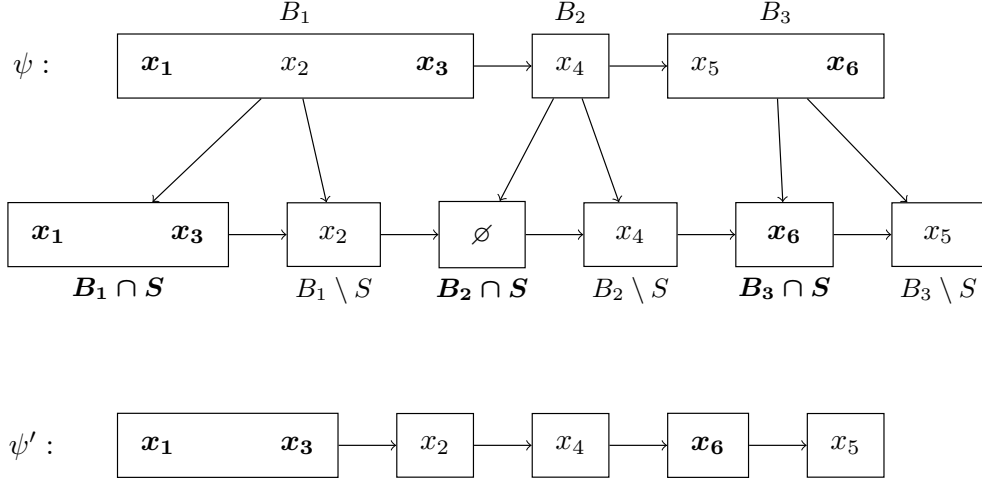 B₁ B₂ B₃
ψ : x₁ x₂ x₃ x₄ x₅ x₆
x₁ x₃ x₂ ∅ x₄ x₆ x₅
B₁ ∩ S B₁ \ S B₂ ∩ S B₂ \ S B₃ ∩ S B₃ \ S
ψ′ : x₁ x₃ x₂ x₄ x₆ x₅